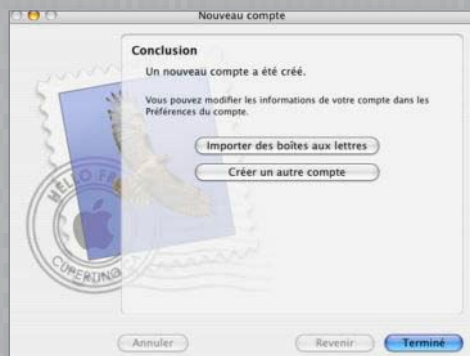 Nouveau compte
Conclusion
Un nouveau compte a été créé.
Vous pouvez modifier les informations de votre compte dans les
Préférences du compte.
Importer des boîtes aux lettres
Créer un autre compte
HELLO FR
CUPERTINO
Annuler
Revenir
Terminé